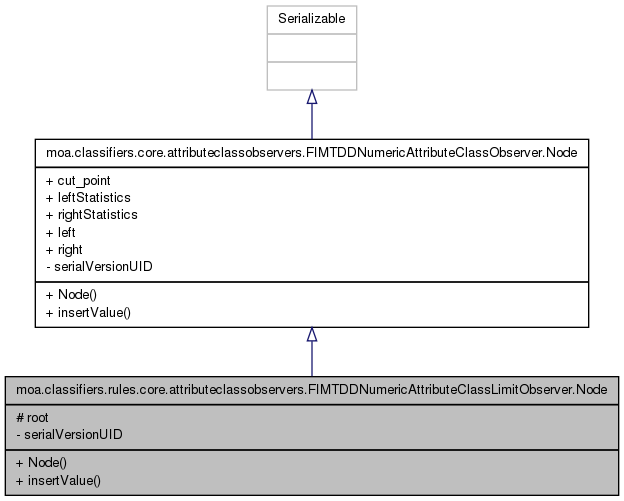 Serializable
moa.classifiers.core.attributeclassobservers.FIMTDDNumericAttributeClassObserver.Node
+ cut_point
+ leftStatistics
+ rightStatistics
+ left
+ right
- serialVersionUID
+ Node()
+ insertValue()
moa.classifiers.rules.core.attributeclassobservers.FIMTDDNumericAttributeClassLimitObserver.Node
# root
- serialVersionUID
+ Node()
+ insertValue()